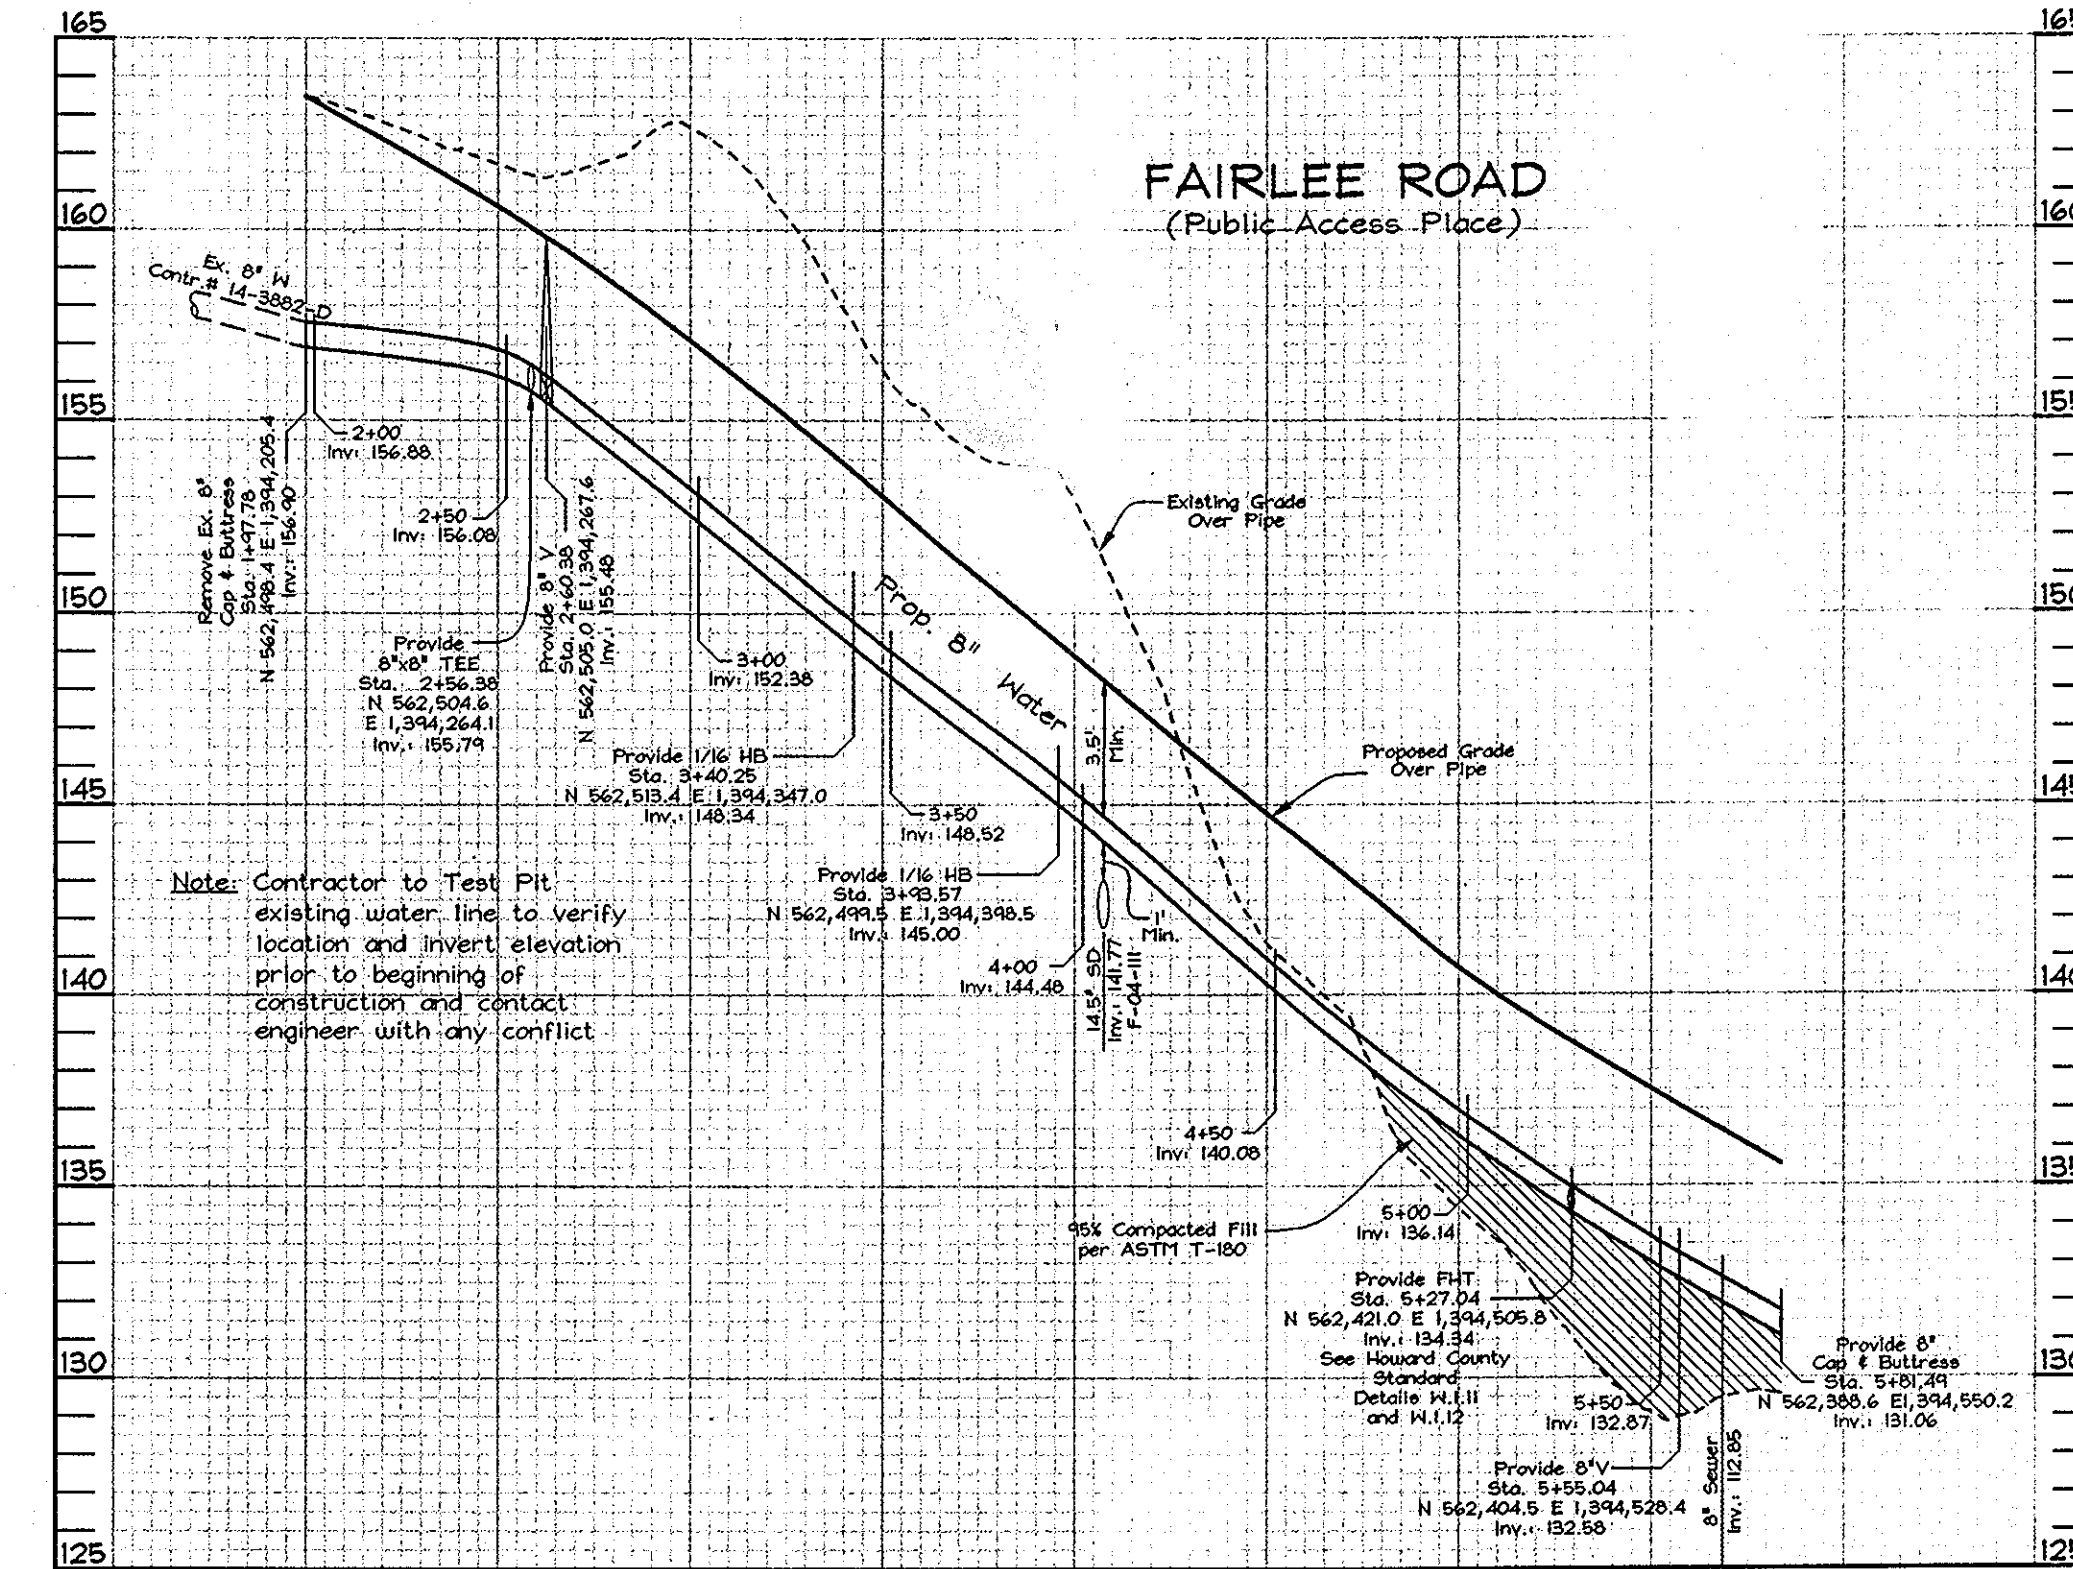 165
165
FAIRLEE ROAD
(Public Access Place)
160
160
Ex. 8" W
Contr.# 14-3882-D
155
155
2+00
Inv: 156.88
Remove Ex. 8"
Cap & Buttress
Sta. 1+97.78
N 562,498.4 E 1,394,205.4
Inv.: 156.90
2+50
Inv: 156.08
Provide 8" V
Sta. 2+60.38
N 562,505.0 E 1,394,267.6
Inv.: 155.48
Existing Grade
Over Pipe
150
150
Prop. 8" Water
Provide
8"x8" TEE
Sta. 2+56.38
N 562,504.6
E 1,394,264.1
Inv.: 155.79
3+00
Inv: 152.38
3.5'
Min.
Provide 1/16 HB
Sta. 3+40.25
N 562,513.4 E 1,394,347.0
Inv.: 148.34
Proposed Grade
Over Pipe
145
145
3+50
Inv: 148.52
Note: Contractor to Test Pit
existing water line to verify
location and invert elevation
prior to beginning of
construction and contact
engineer with any conflict
Provide 1/16 HB
Sta. 3+93.57
N 562,499.5 E 1,394,398.5
Inv.: 145.00
1'
Min.
4+00
Inv: 144.48
SD
Inv.: 141.77
F-04-111
140
140
4+50
Inv: 140.08
135
135
95% Compacted Fill
per ASTM T-180
5+00
Inv: 136.14
Provide FHT
Sta. 5+27.04
N 562,421.0 E 1,394,505.8
Inv.: 134.34
See Howard County
Standard
Details W.1.11
and W.1.12
130
130
Provide 8"
Cap & Buttress
Sta. 5+81.49
N 562,388.6 E1,394,550.2
Inv.: 131.06
5+50
Inv: 132.87
Provide 8"V
Sta. 5+55.04
N 562,404.5 E 1,394,528.4
Inv.: 132.58
8" Sewer
Inv.: 112.85
125
125